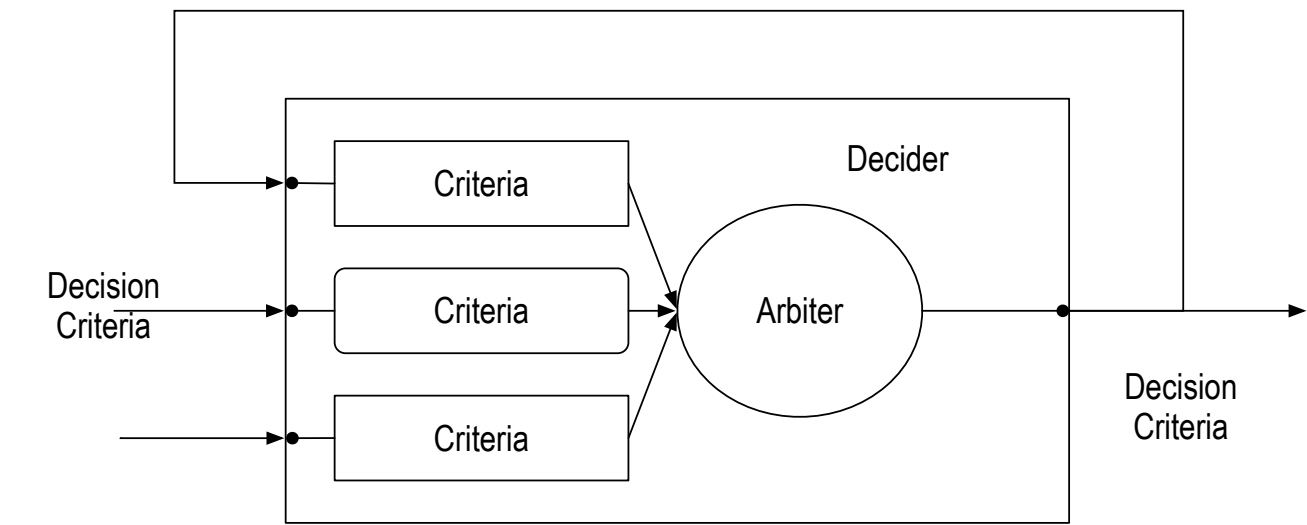 Decider
Criteria
Decision
Criteria
Criteria
Arbiter
Decision
Criteria
Criteria